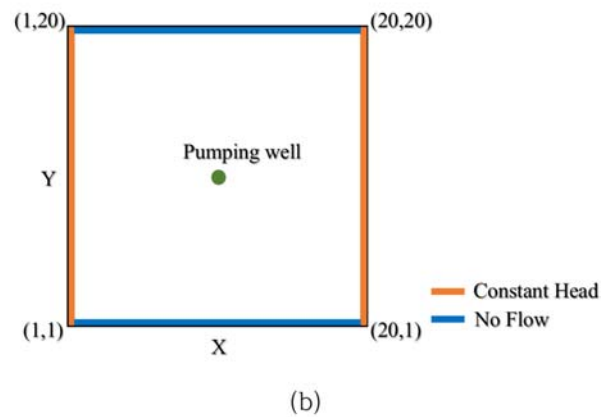 (1,20)
(20,20)
Pumping well
Y
Constant Head
No Flow
(1,1)
(20,1)
X
(b)